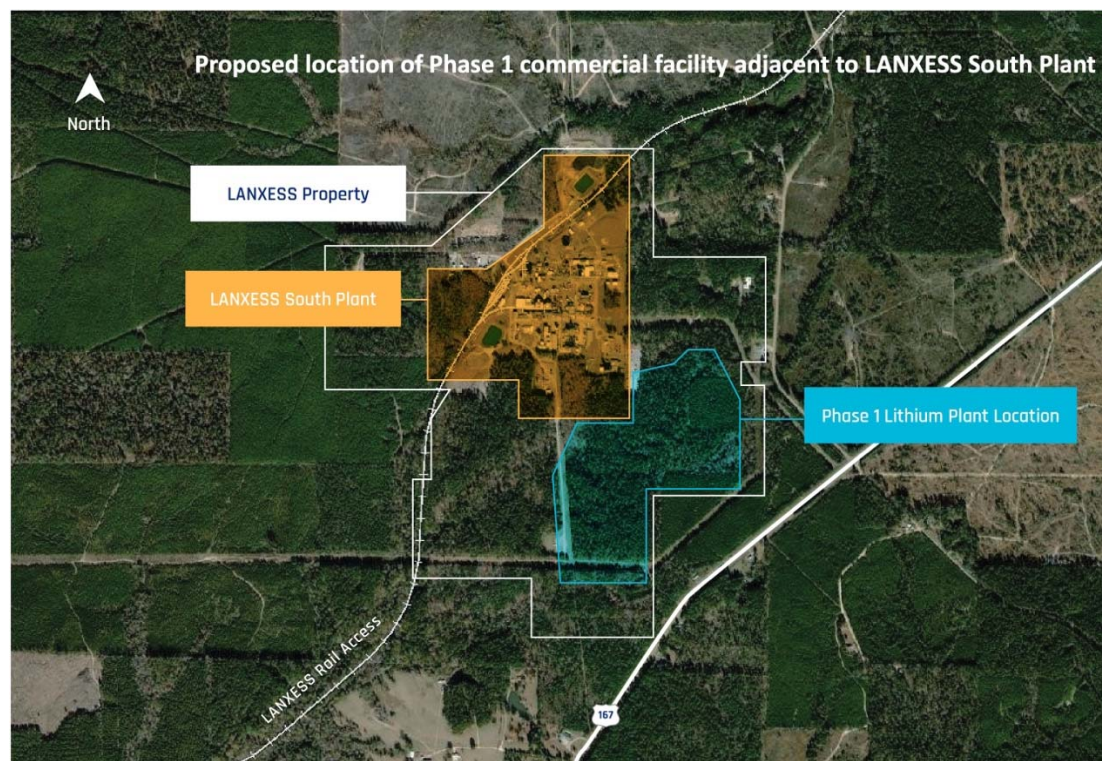 Proposed location of Phase 1 commercial facility adjacent to LANXESS South Plant
North
LANXESS Property
LANXESS South Plant
Phase 1 Lithium Plant Location
LANXESS Rail Access
167